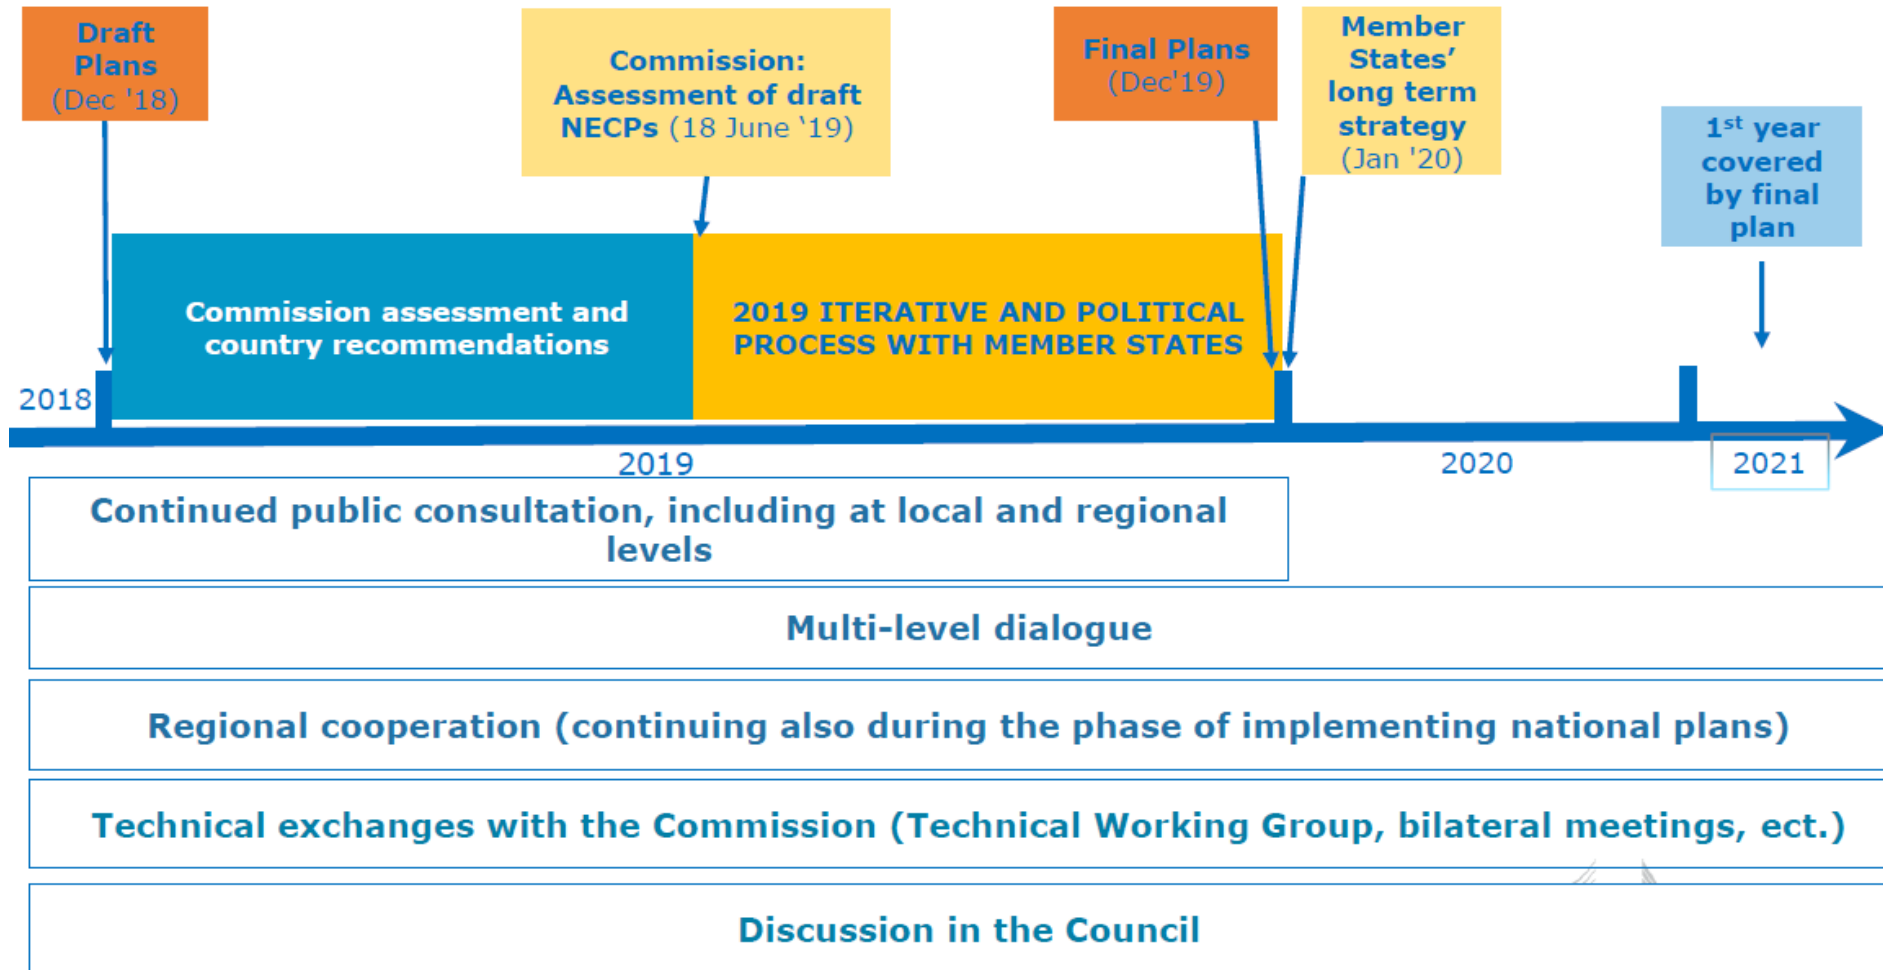 Draft
Plans
(Dec '18)
Commission:
Assessment of draft
NECPs (18 June ‘19)
Final Plans
(Dec'19)
Member
States’
long term
strategy
(Jan '20)
1st year
covered
by final
plan
Commission assessment and
country recommendations
2019 ITERATIVE AND POLITICAL
PROCESS WITH MEMBER STATES
2018
2019
2020
2021
Continued public consultation, including at local and regional
levels
Multi-level dialogue
Regional cooperation (continuing also during the phase of implementing national plans)
Technical exchanges with the Commission (Technical Working Group, bilateral meetings, ect.)
Discussion in the Council